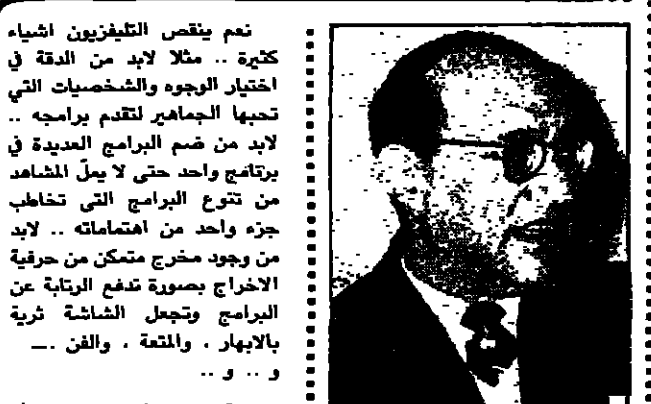 نعم ينقص التليفزيون اشياء
كثيرة .. مثلا لابد من الدقة في
اختيار الوجوه والشخصيات التي
تحبها الجماهير لتقدم برامجه ..
لابد من ضم البرامج العديدة في
برنامج واحد حتى لا يملّ المشاهد
من تنوع البرامج التى تخاطب
جزء واحد من اهتماماته .. لابد
من وجود مخرج متمكن من حرفية
الاخراج بصورة تدفع الرتابة عن
البرامج وتجعل الشاشة ثرية
بالابهار ، والمتعة ، والفن ..
و .. و ..